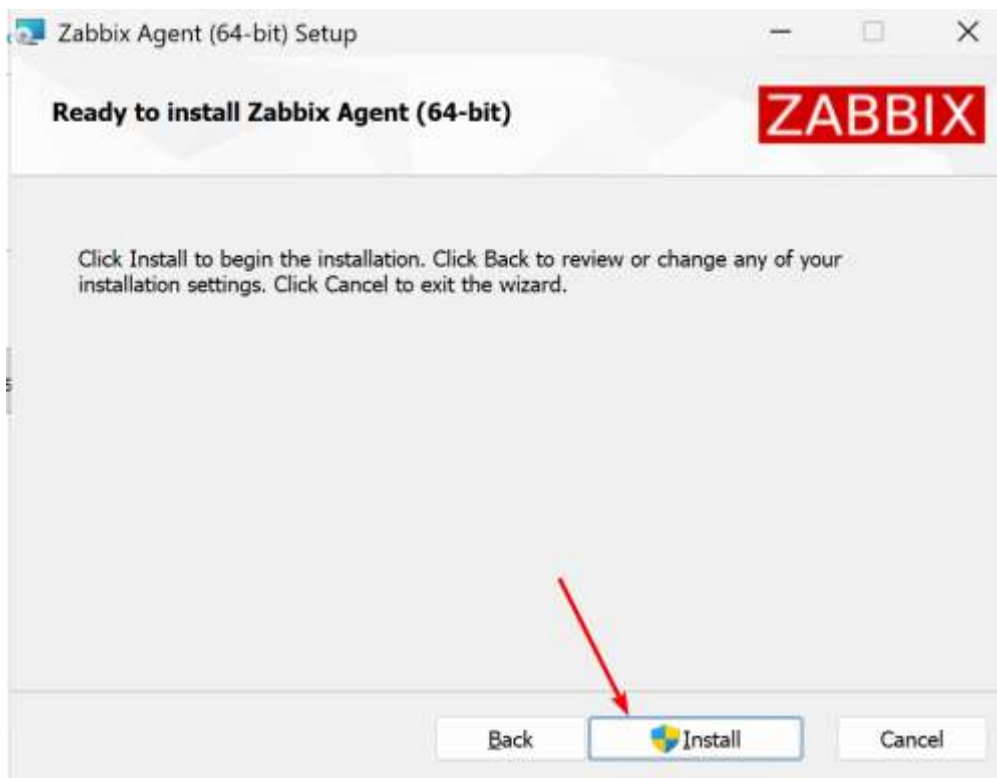 Zabbix Agent (64-bit) Setup
Ready to install Zabbix Agent (64-bit)
ZABBIX
Click Install to begin the installation. Click Back to review or change any of your
installation settings. Click Cancel to exit the wizard.
Back
Install
Cancel